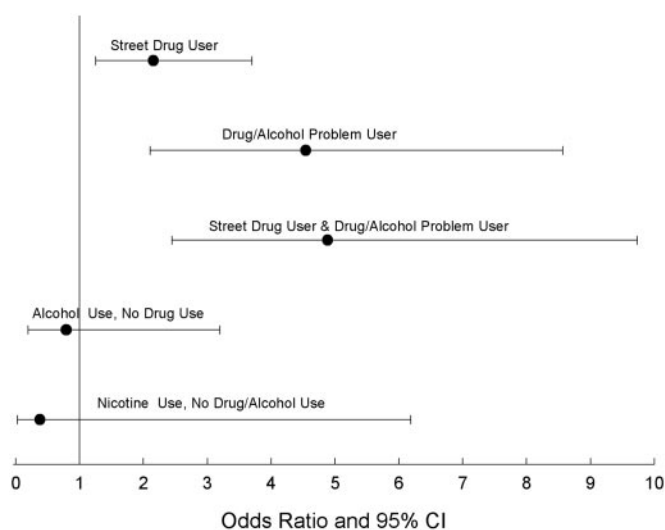 Street Drug User
Drug/Alcohol Problem User
Street Drug User & Drug/Alcohol Problem User
Alcohol Use, No Drug Use
Nicotine Use, No Drug/Alcohol Use
0 1 2 3 4 5 6 7 8 9 10
Odds Ratio and 95% CI